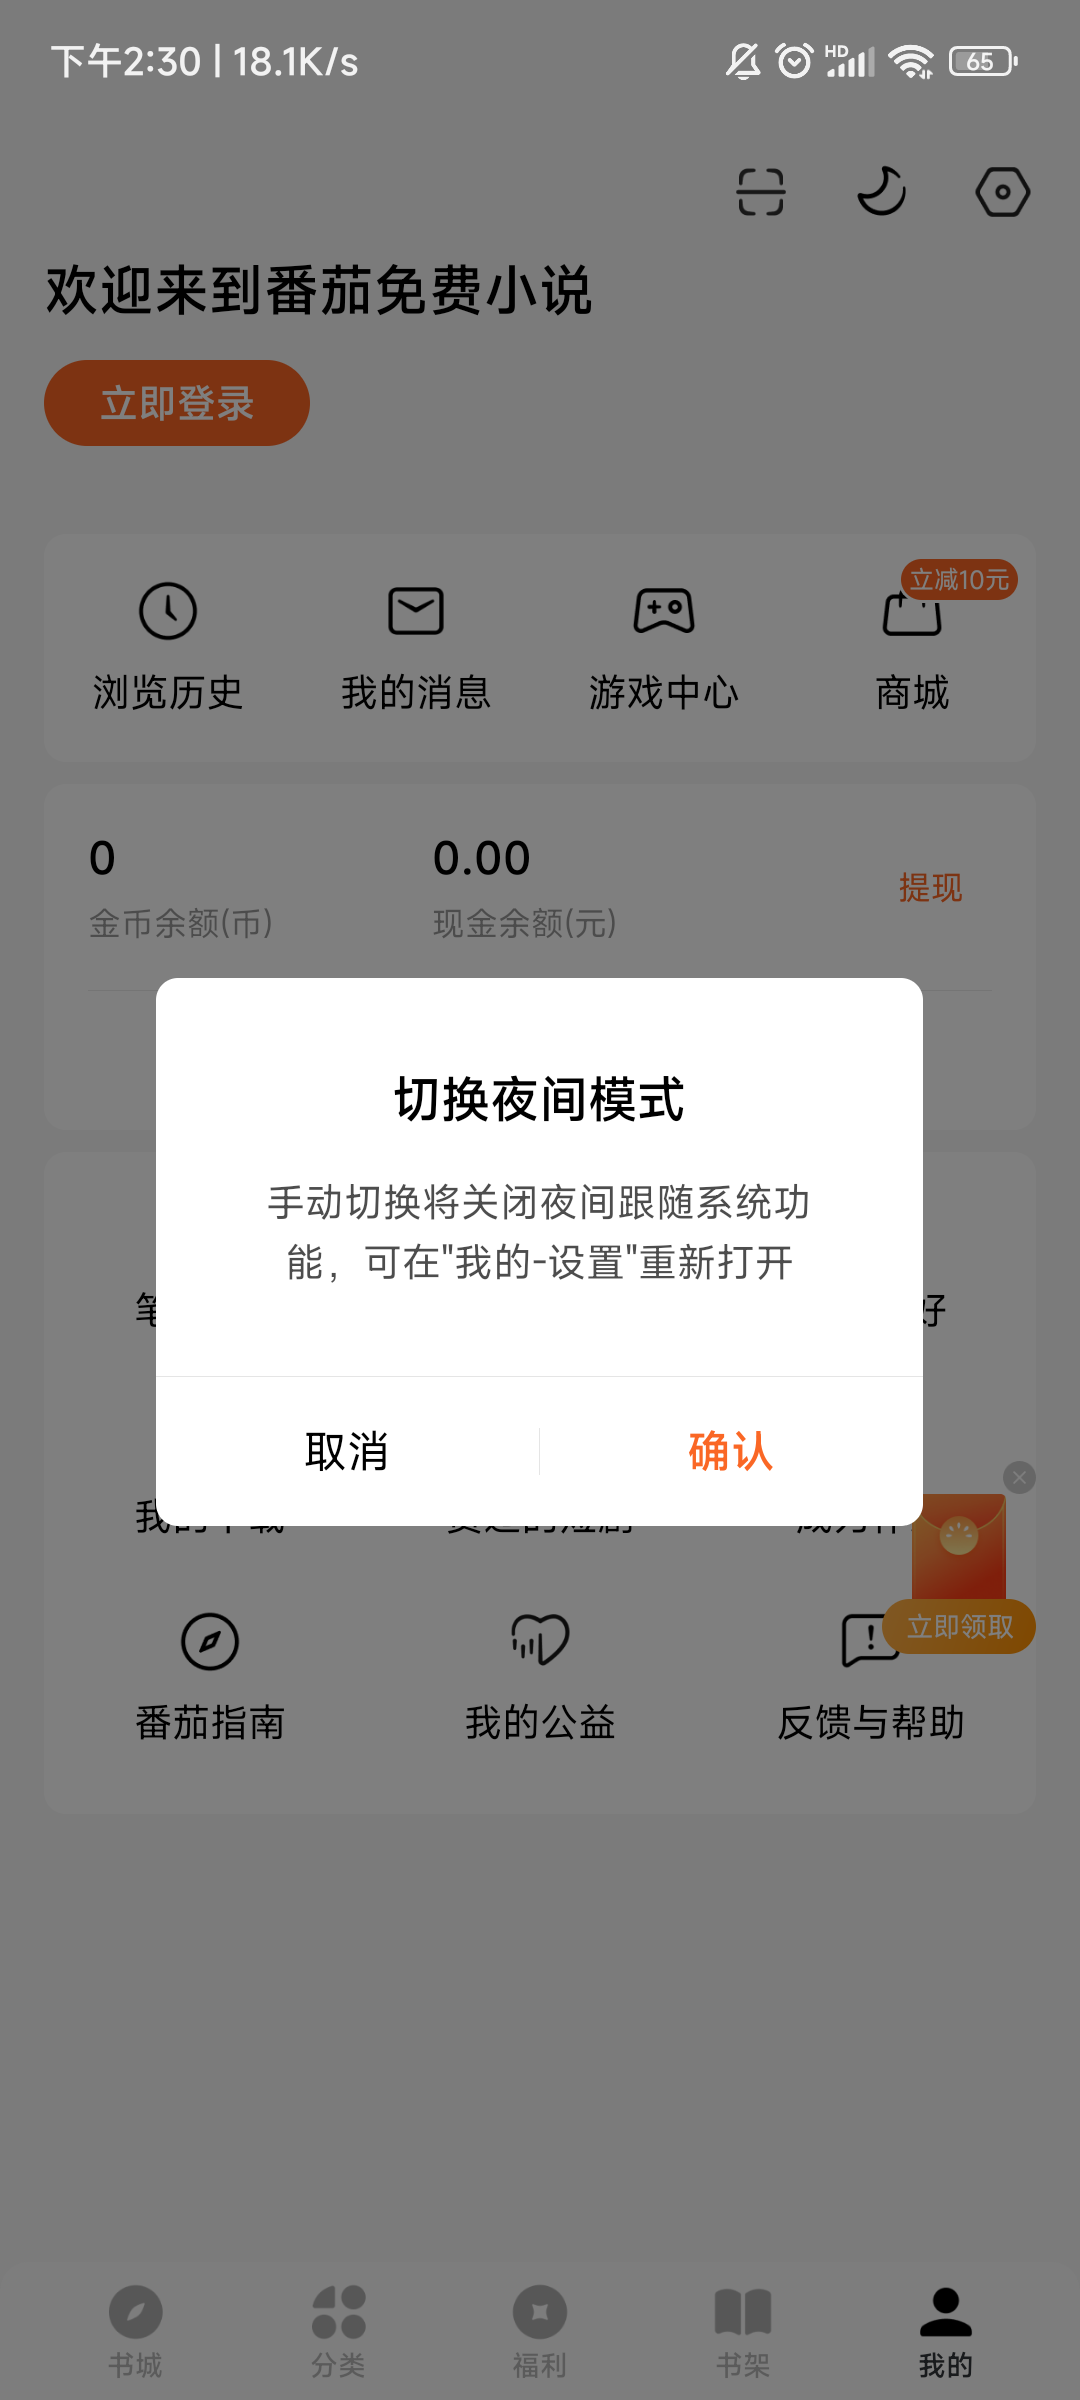 下午2:30 | 18.1K/s
HD
65
欢迎来到番茄免费小说
立即登录
立减10元
浏览历史
我的消息
游戏中心
商城
0
0.00
提现
金币余额(币)
现金余额(元)
切换夜间模式
手动切换将关闭夜间跟随系统功
能，可在"我的-设置"重新打开
好
取消
确认
我的下载
立即领取
番茄指南
我的公益
反馈与帮助
书城
分类
福利
书架
我的